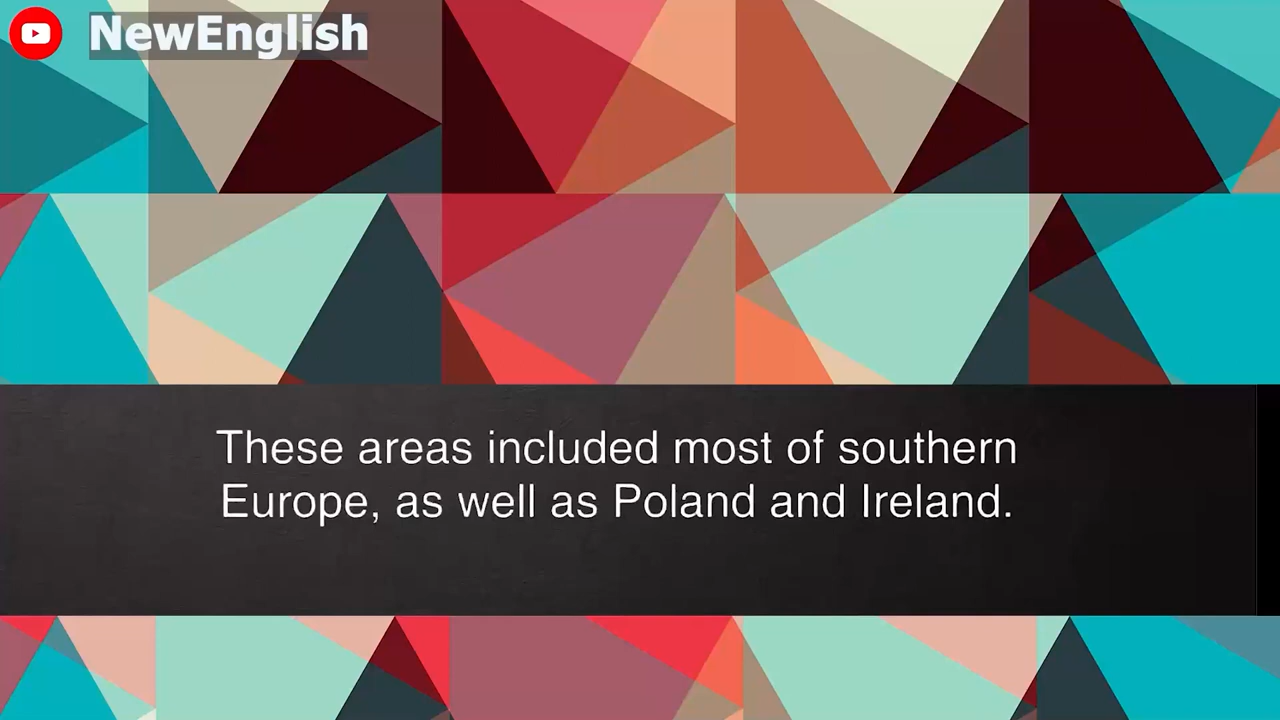 NewEnglish
These areas included most of southern
Europe, as well as Poland and Ireland.